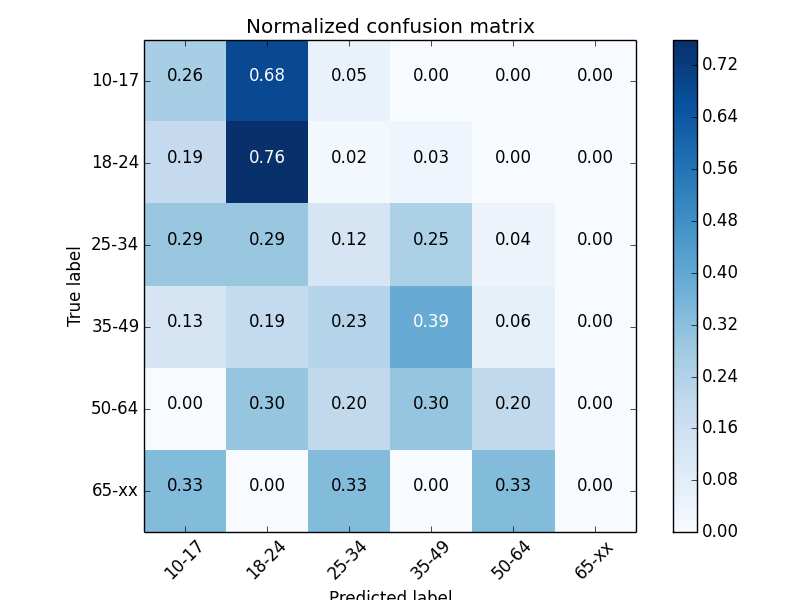 Normalized confusion matrix
True label
10-17 0.26 0.68 0.05 0.00 0.00 0.00
18-24 0.19 0.76 0.02 0.03 0.00 0.00
25-34 0.29 0.29 0.12 0.25 0.04 0.00
35-49 0.13 0.19 0.23 0.39 0.06 0.00
50-64 0.00 0.30 0.20 0.30 0.20 0.00
65-xx 0.33 0.00 0.33 0.00 0.33 0.00
10-17 18-24 25-34 35-49 50-64 65-xx
Predicted label
0.72
0.64
0.56
0.48
0.40
0.32
0.24
0.16
0.08
0.00